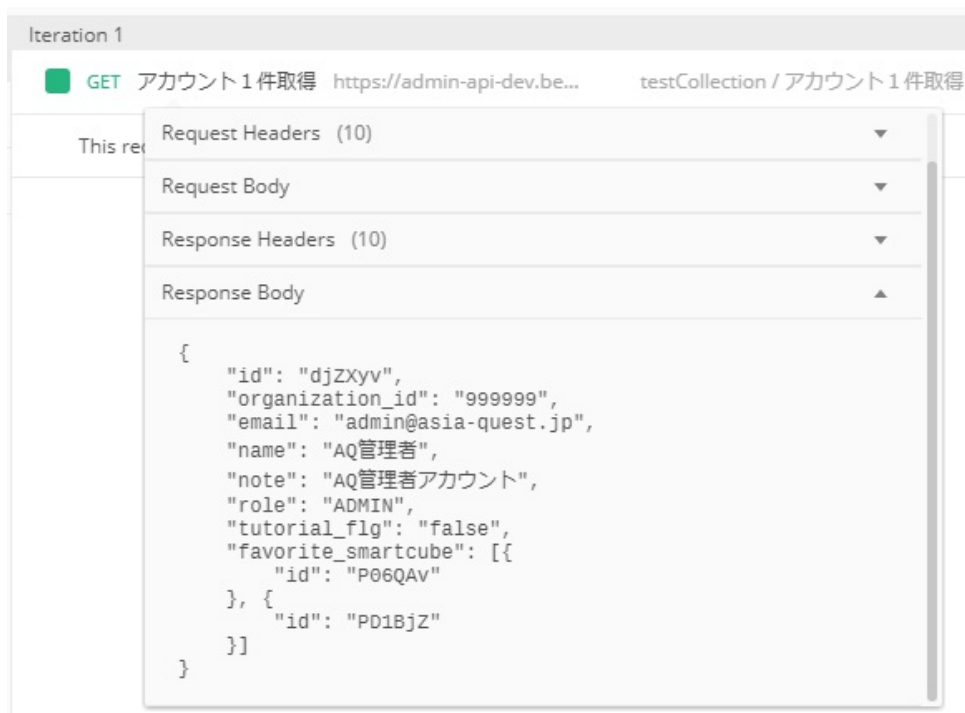 Iteration 1
GET アカウント１件取得 https://admin-api-dev.be... testCollection / アカウント１件取得
This rec
Request Headers (10)
Request Body
Response Headers (10)
Response Body
{
"id": "djZXyv",
"organization_id": "999999",
"email": "admin@asia-quest.jp",
"name": "AQ管理者",
"note": "AQ管理者アカウント",
"role": "ADMIN",
"tutorial_flg": "false",
"favorite_smartcube": [{
"id": "P06QAv"
}, {
"id": "PD1BjZ"
}]
}